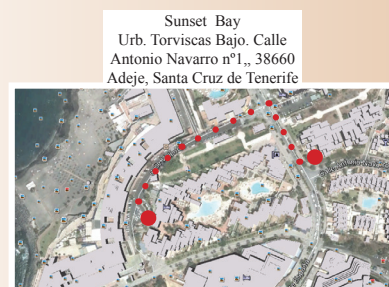 Sunset Bay
Urb. Torviscas Bajo. Calle
Antonio Navarro nº1,, 38660
Adeje, Santa Cruz de Tenerife